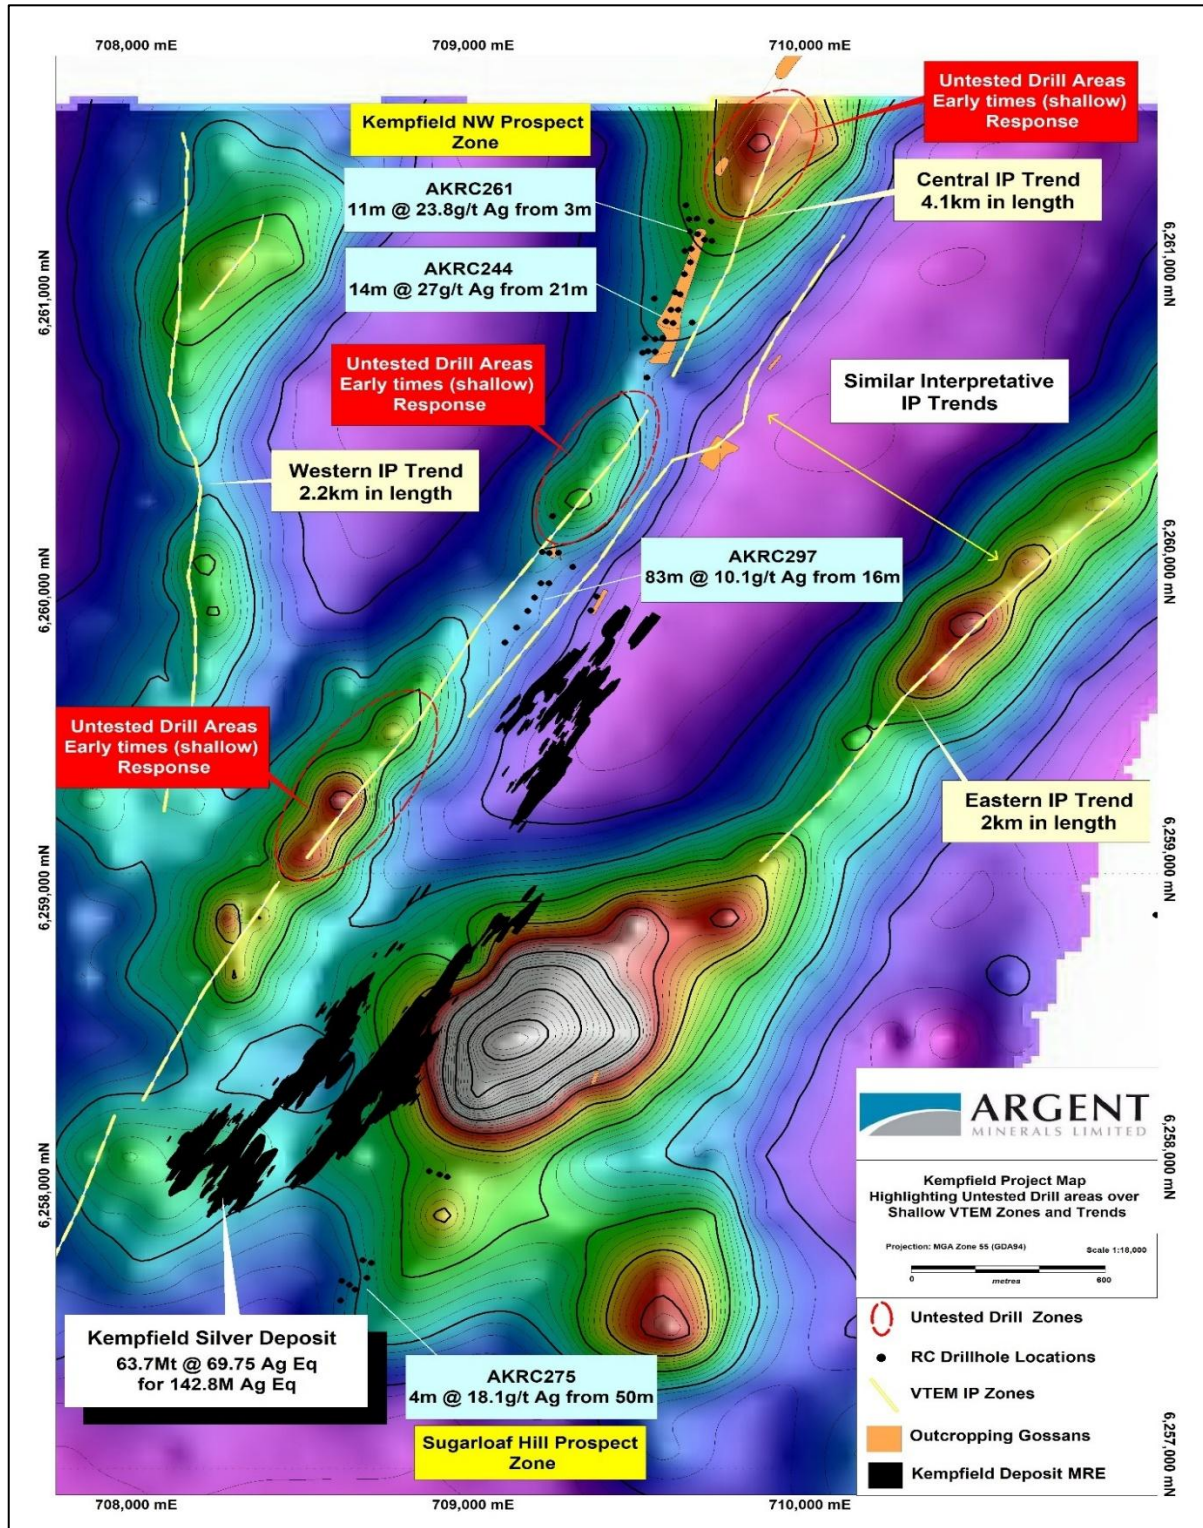 708,000 mE
709,000 mE
710,000 mE
Untested Drill Areas
Early times (shallow)
Response
Kempfield NW Prospect
Zone
AKRC261
11m @ 23.8g/t Ag from 3m
Central IP Trend
4.1km in length
6,261,000 mN
6,261,000 mN
AKRC244
14m @ 27g/t Ag from 21m
Untested Drill Areas
Early times (shallow)
Response
Similar Interpretative
IP Trends
Western IP Trend
2.2km in length
6,260,000 mN
6,260,000 mN
AKRC297
83m @ 10.1g/t Ag from 16m
Untested Drill Areas
Early times (shallow)
Response
Eastern IP Trend
2km in length
6,259,000 mN
6,259,000 mN
ARGENT
MINERALS LIMITED
6,258,000 mN
6,258,000 mN
Kempfield Project Map
Highlighting Untested Drill areas over
Shallow VTEM Zones and Trends
Projection: MGA Zone 55 (GDA94)
Scale 1:18,000
0
metres
600
Untested Drill Zones
RC Drillhole Locations
VTEM IP Zones
Outcropping Gossans
Kempfield Deposit MRE
Kempfield Silver Deposit
63.7Mt @ 69.75 Ag Eq
for 142.8M Ag Eq
AKRC275
4m @ 18.1g/t Ag from 50m
Sugarloaf Hill Prospect
Zone
6,257,000 mN
708,000 mE
709,000 mE
710,000 mE